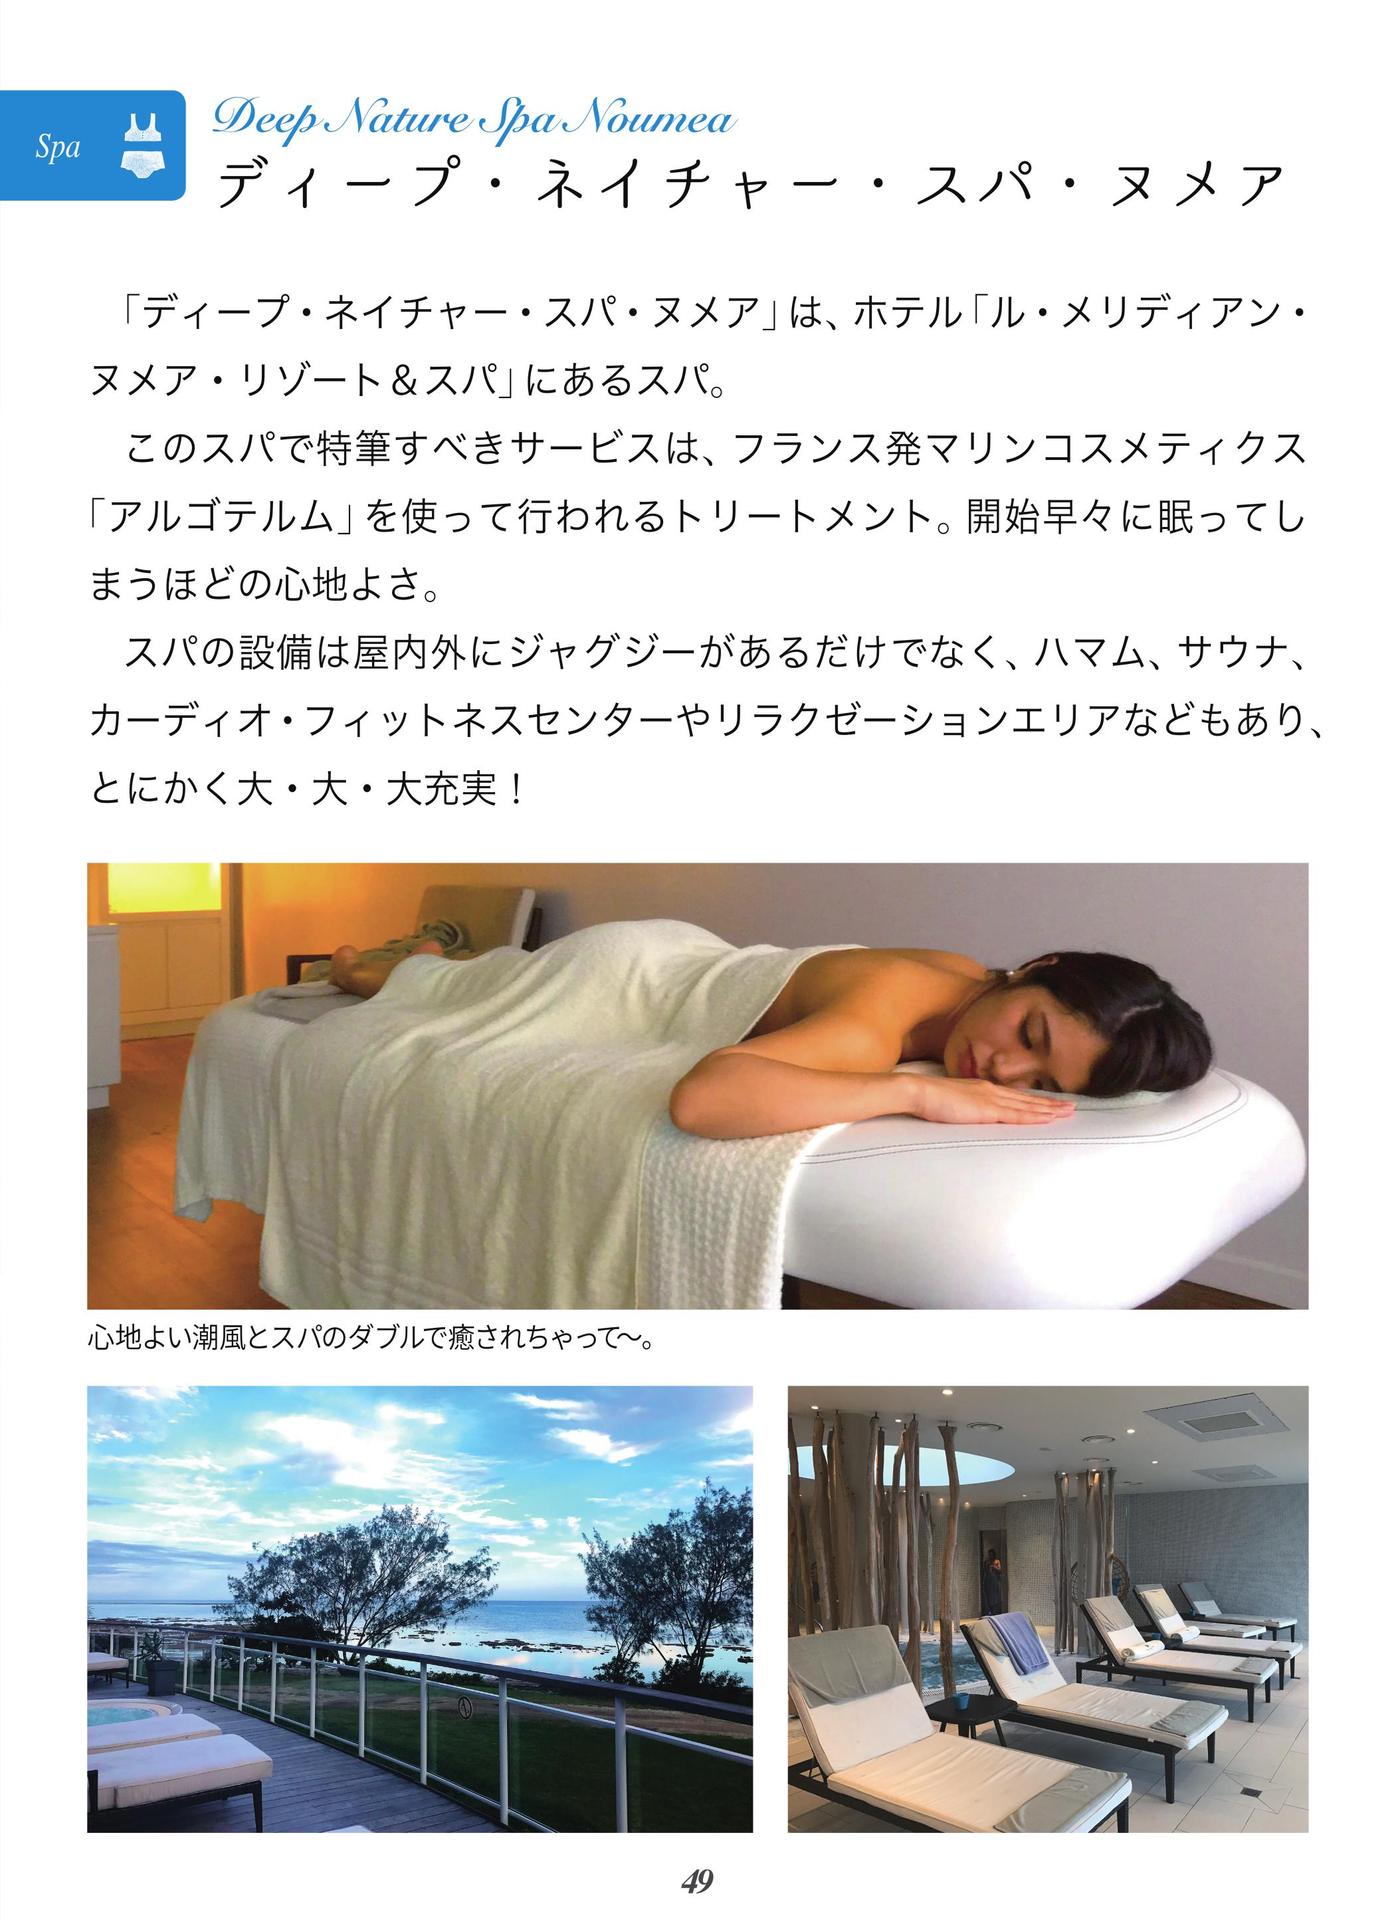 Spa
Deep Nature Spa Noumea
ディープ・ネイチャー・スパ・ヌメア
「ディープ・ネイチャー・スパ・ヌメア」は、ホテル「ル・メリディアン・
ヌメア・リゾート&スパ」にあるスパ。
このスパで特筆すべきサービスは、フランス発マリンコスメティクス
「アルゴテルム」を使って行われるトリートメント。開始早々に眠ってし
まうほどの心地よさ。
スパの設備は屋内外にジャグジーがあるだけでなく、ハマム、サウナ、
カーディオ・フィットネスセンターやリラクゼーションエリアなどもあり、
とにかく大・大・大充実!
心地よい潮風とスパのダブルで癒されちゃって〜。
49